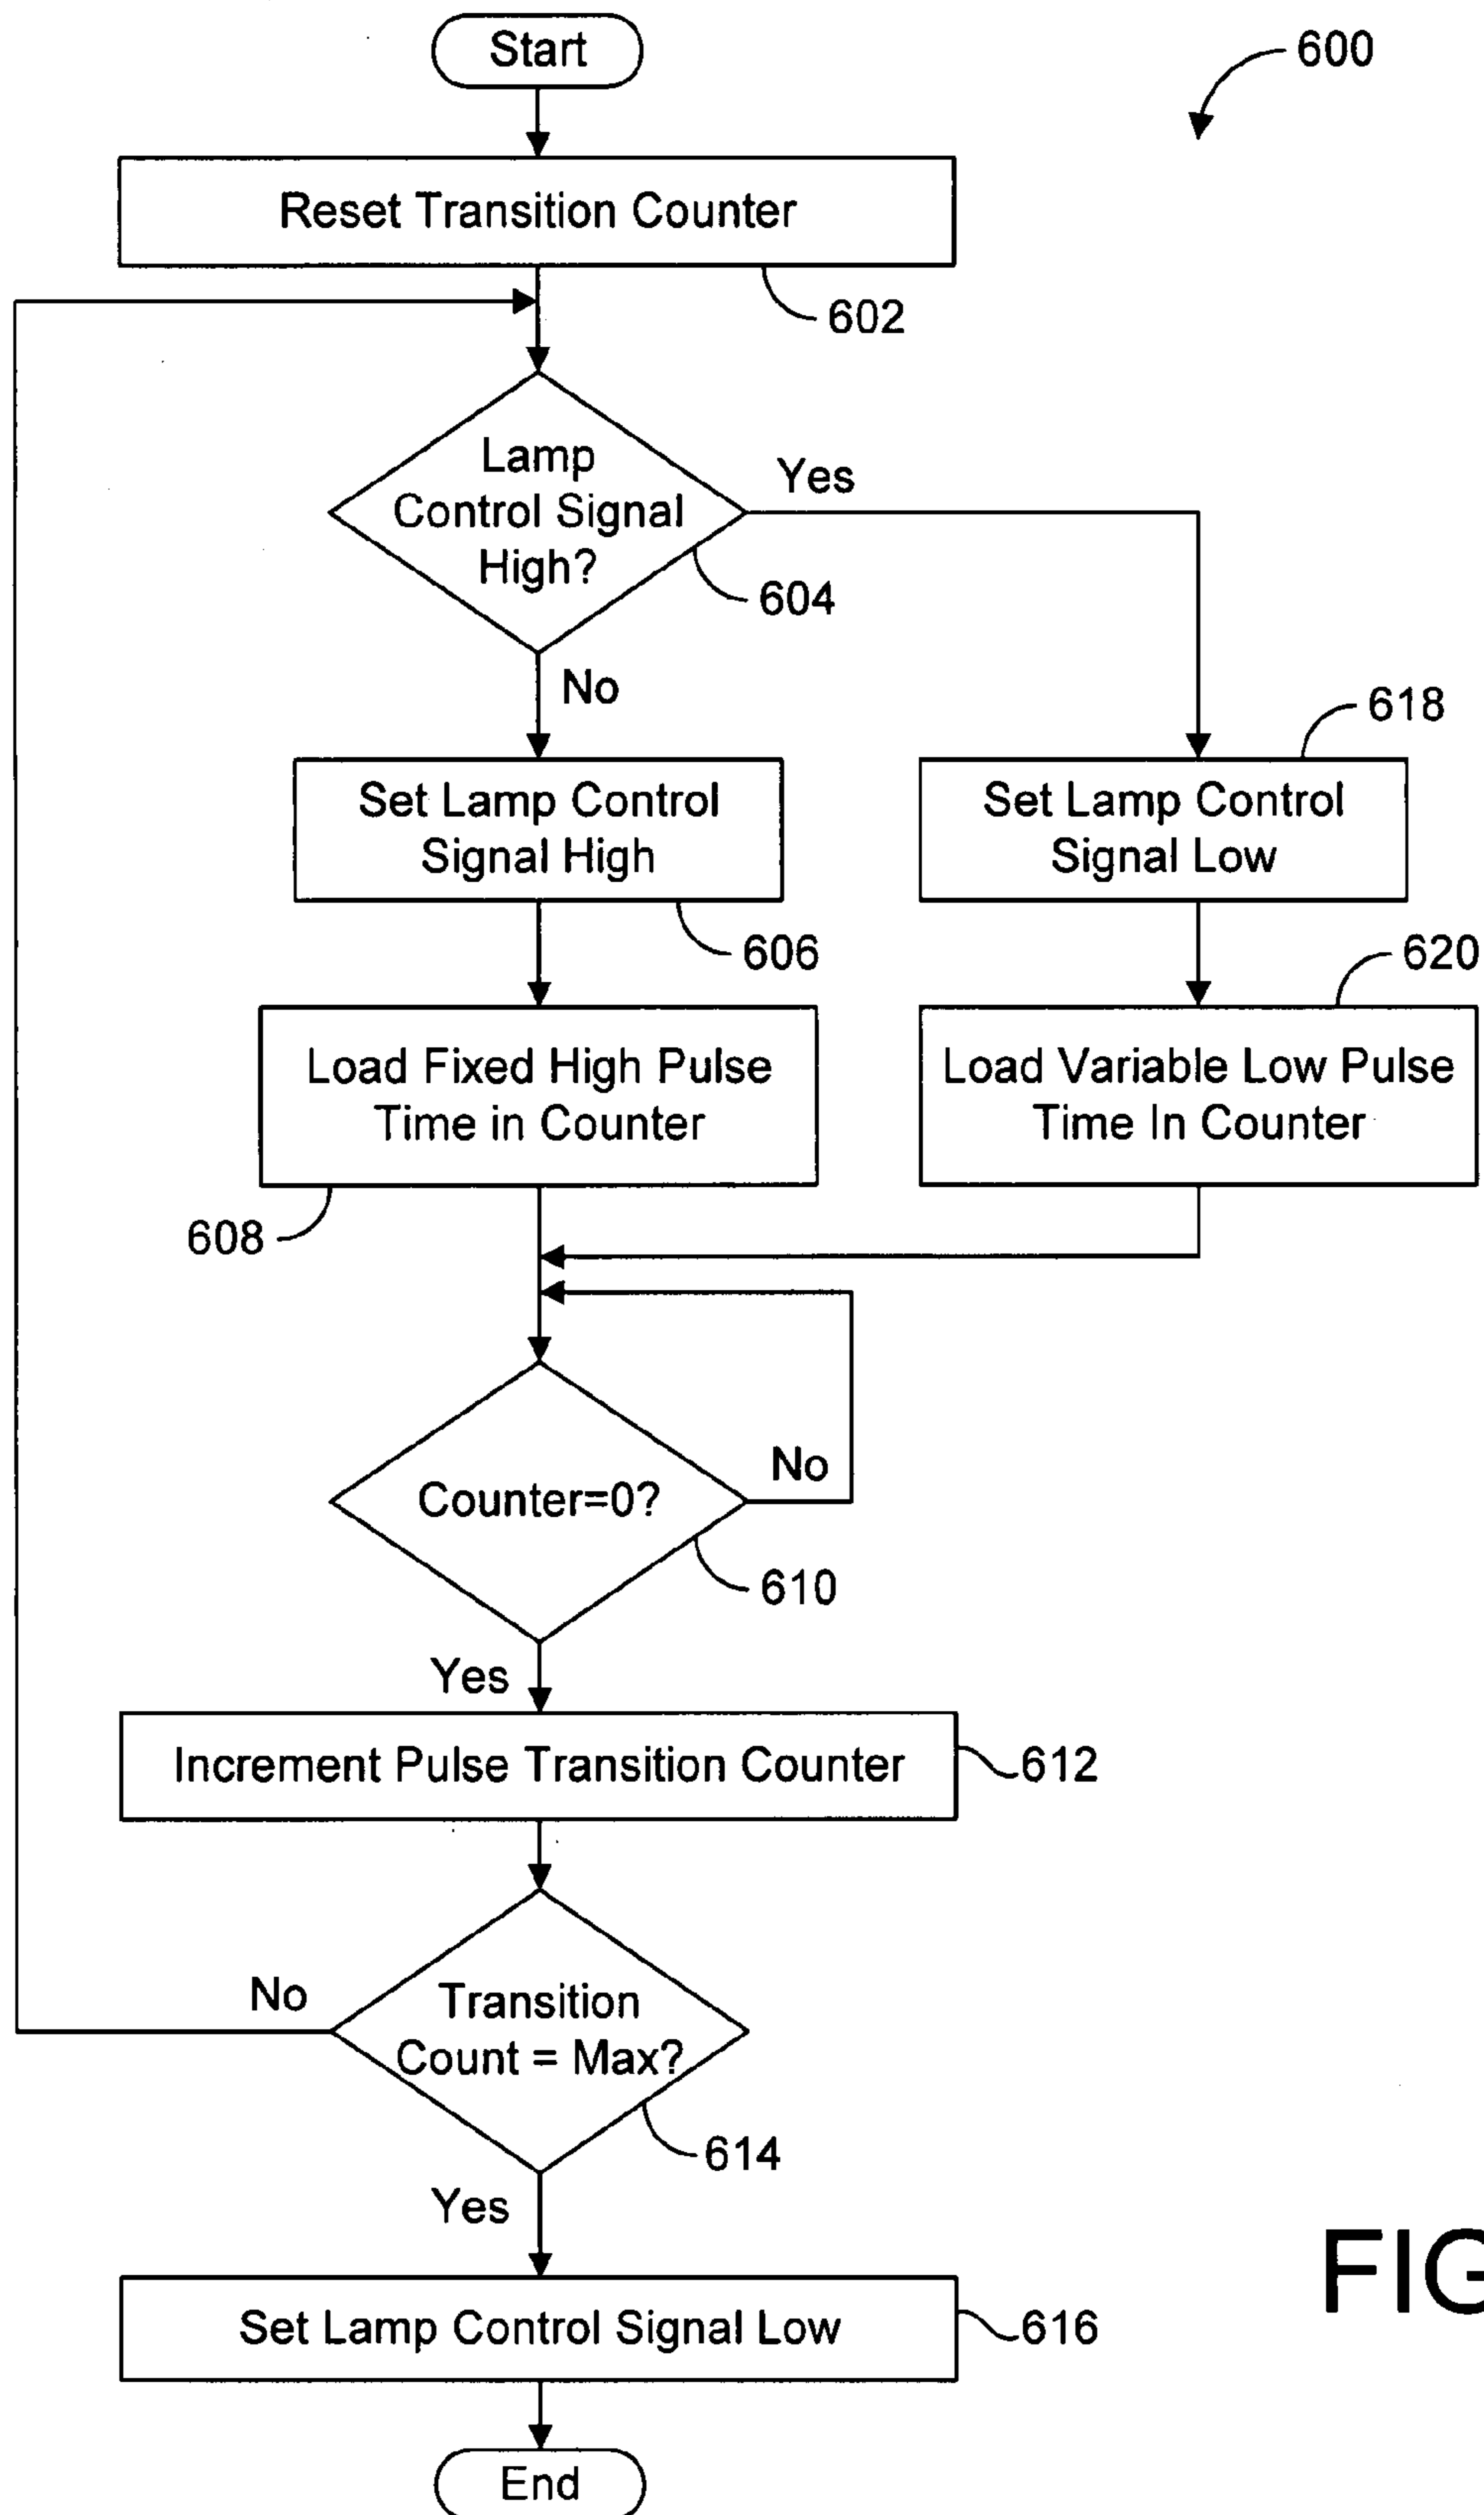 Start
600
Reset Transition Counter
602
Lamp
Control Signal
High?
Yes
604
No
618
Set Lamp Control
Signal High
Set Lamp Control
Signal Low
606
620
Load Fixed High Pulse
Time in Counter
Load Variable Low Pulse
Time In Counter
608
Counter=0?
No
610
Yes
Increment Pulse Transition Counter
612
No
Transition
Count = Max?
614
Yes
FIG
Set Lamp Control Signal Low
616
End